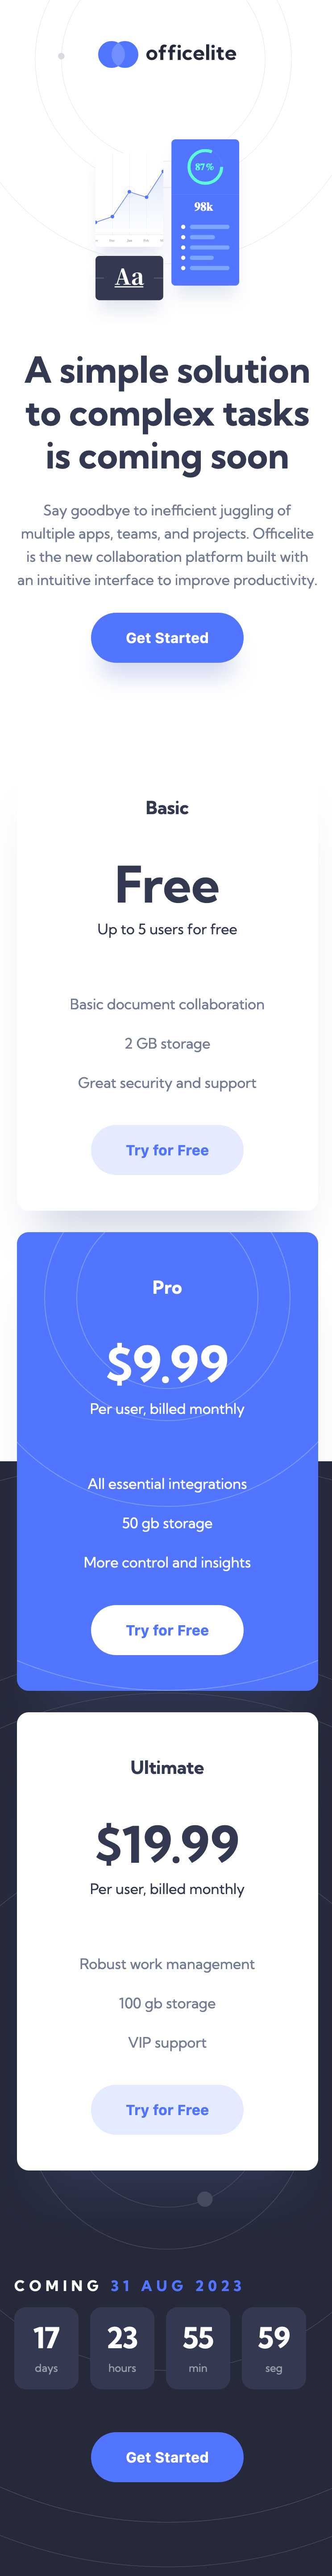 officelite
87%
98k
Aa
A simple solution
to complex tasks
is coming soon
Say goodbye to inefficient juggling of
multiple apps, teams, and projects. Officelite
is the new collaboration platform built with
an intuitive interface to improve productivity.
Get Started
Basic
Free
Up to 5 users for free
Basic document collaboration
2 GB storage
Great security and support
Try for Free
Pro
$9.99
Per user, billed monthly
All essential integrations
50 gb storage
More control and insights
Try for Free
Ultimate
$19.99
Per user, billed monthly
Robust work management
100 gb storage
VIP support
Try for Free
COMING 31 AUG 2023
17 23 55 59
days hours min seg
Get Started